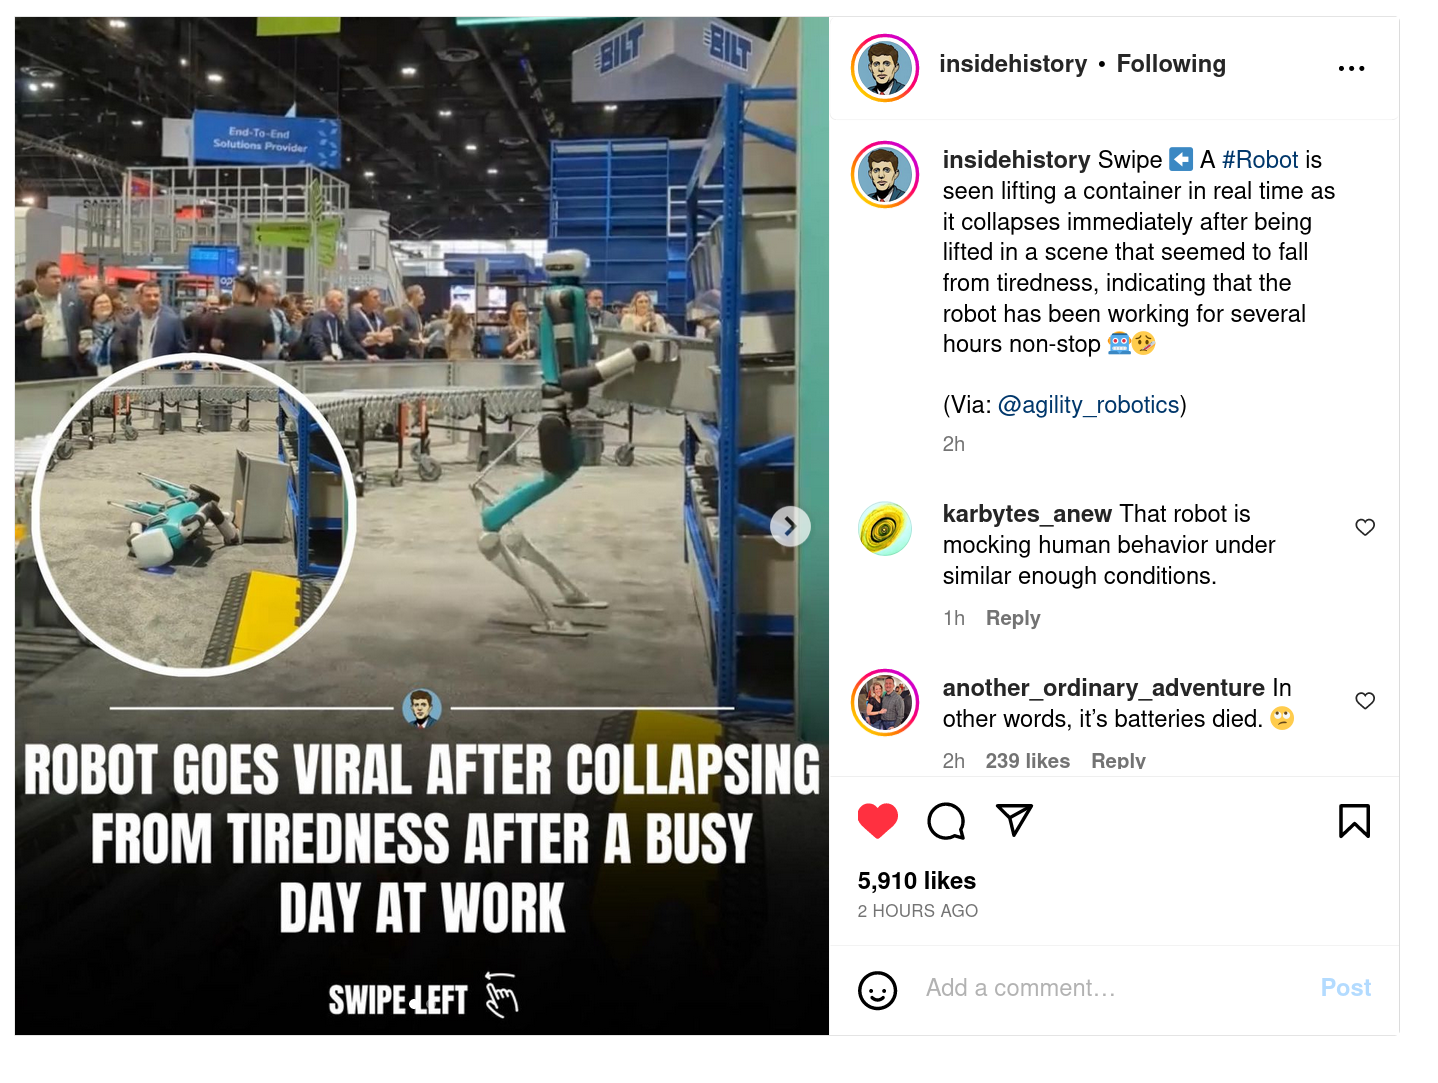 BILT
BILT
End-To-End
Solutions Provider
ROBOT GOES VIRAL AFTER COLLAPSING
FROM TIREDNESS AFTER A BUSY
DAY AT WORK
SWIPE LEFT
insidehistory • Following
insidehistory Swipe ⬅️ A #Robot is
seen lifting a container in real time as
it collapses immediately after being
lifted in a scene that seemed to fall
from tiredness, indicating that the
robot has been working for several
hours non-stop 🤖🤒
(Via: @agility_robotics)
2h
karbytes_anew That robot is
mocking human behavior under
similar enough conditions.
1h Reply
another_ordinary_adventure In
other words, it’s batteries died. 🙄
2h 239 likes Reply
5,910 likes
2 HOURS AGO
Add a comment…
Post